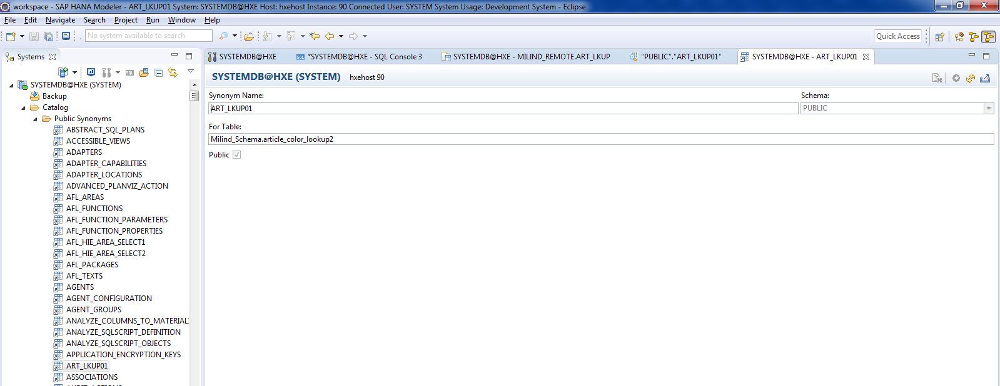 workspace - SAP HANA Modeler - ART_LKUP01 System: SYSTEMDB@HXE Host: hxehost Instance: 90 Connected User: SYSTEM System Usage: Development System - Eclipse
File Edit Navigate Search Project Run Window Help
No system available to search
Quick Access
Systems
SYSTEMDB@HXE
SQL *SYSTEMDB@HXE - SQL Console 3
SYSTEMDB@HXE - MILIND_REMOTE.ART_LKUP
"PUBLIC"."ART_LKUP01"
SYSTEMDB@HXE - ART_LKUP01
SQL
SYSTEMDB@HXE (SYSTEM)
Backup
Catalog
Public Synonyms
ABSTRACT_SQL_PLANS
ACCESSIBLE_VIEWS
ADAPTERS
ADAPTER_CAPABILITIES
ADAPTER_LOCATIONS
ADVANCED_PLANVIZ_ACTION
AFL_AREAS
AFL_FUNCTIONS
AFL_FUNCTION_PARAMETERS
AFL_FUNCTION_PROPERTIES
AFL_HIE_AREA_SELECT1
AFL_HIE_AREA_SELECT2
AFL_PACKAGES
AFL_TEXTS
AGENTS
AGENT_CONFIGURATION
AGENT_GROUPS
ANALYZE_COLUMNS_TO_MATERIAL
ANALYZE_SQLSCRIPT_DEFINITION
ANALYZE_SQLSCRIPT_OBJECTS
APPLICATION_ENCRYPTION_KEYS
ART_LKUP01
ASSOCIATIONS
SYSTEMDB@HXE (SYSTEM) hxehost 90
Synonym Name:
Schema:
ART_LKUP01
PUBLIC
For Table:
Milind_Schema.article_color_lookup2
Public